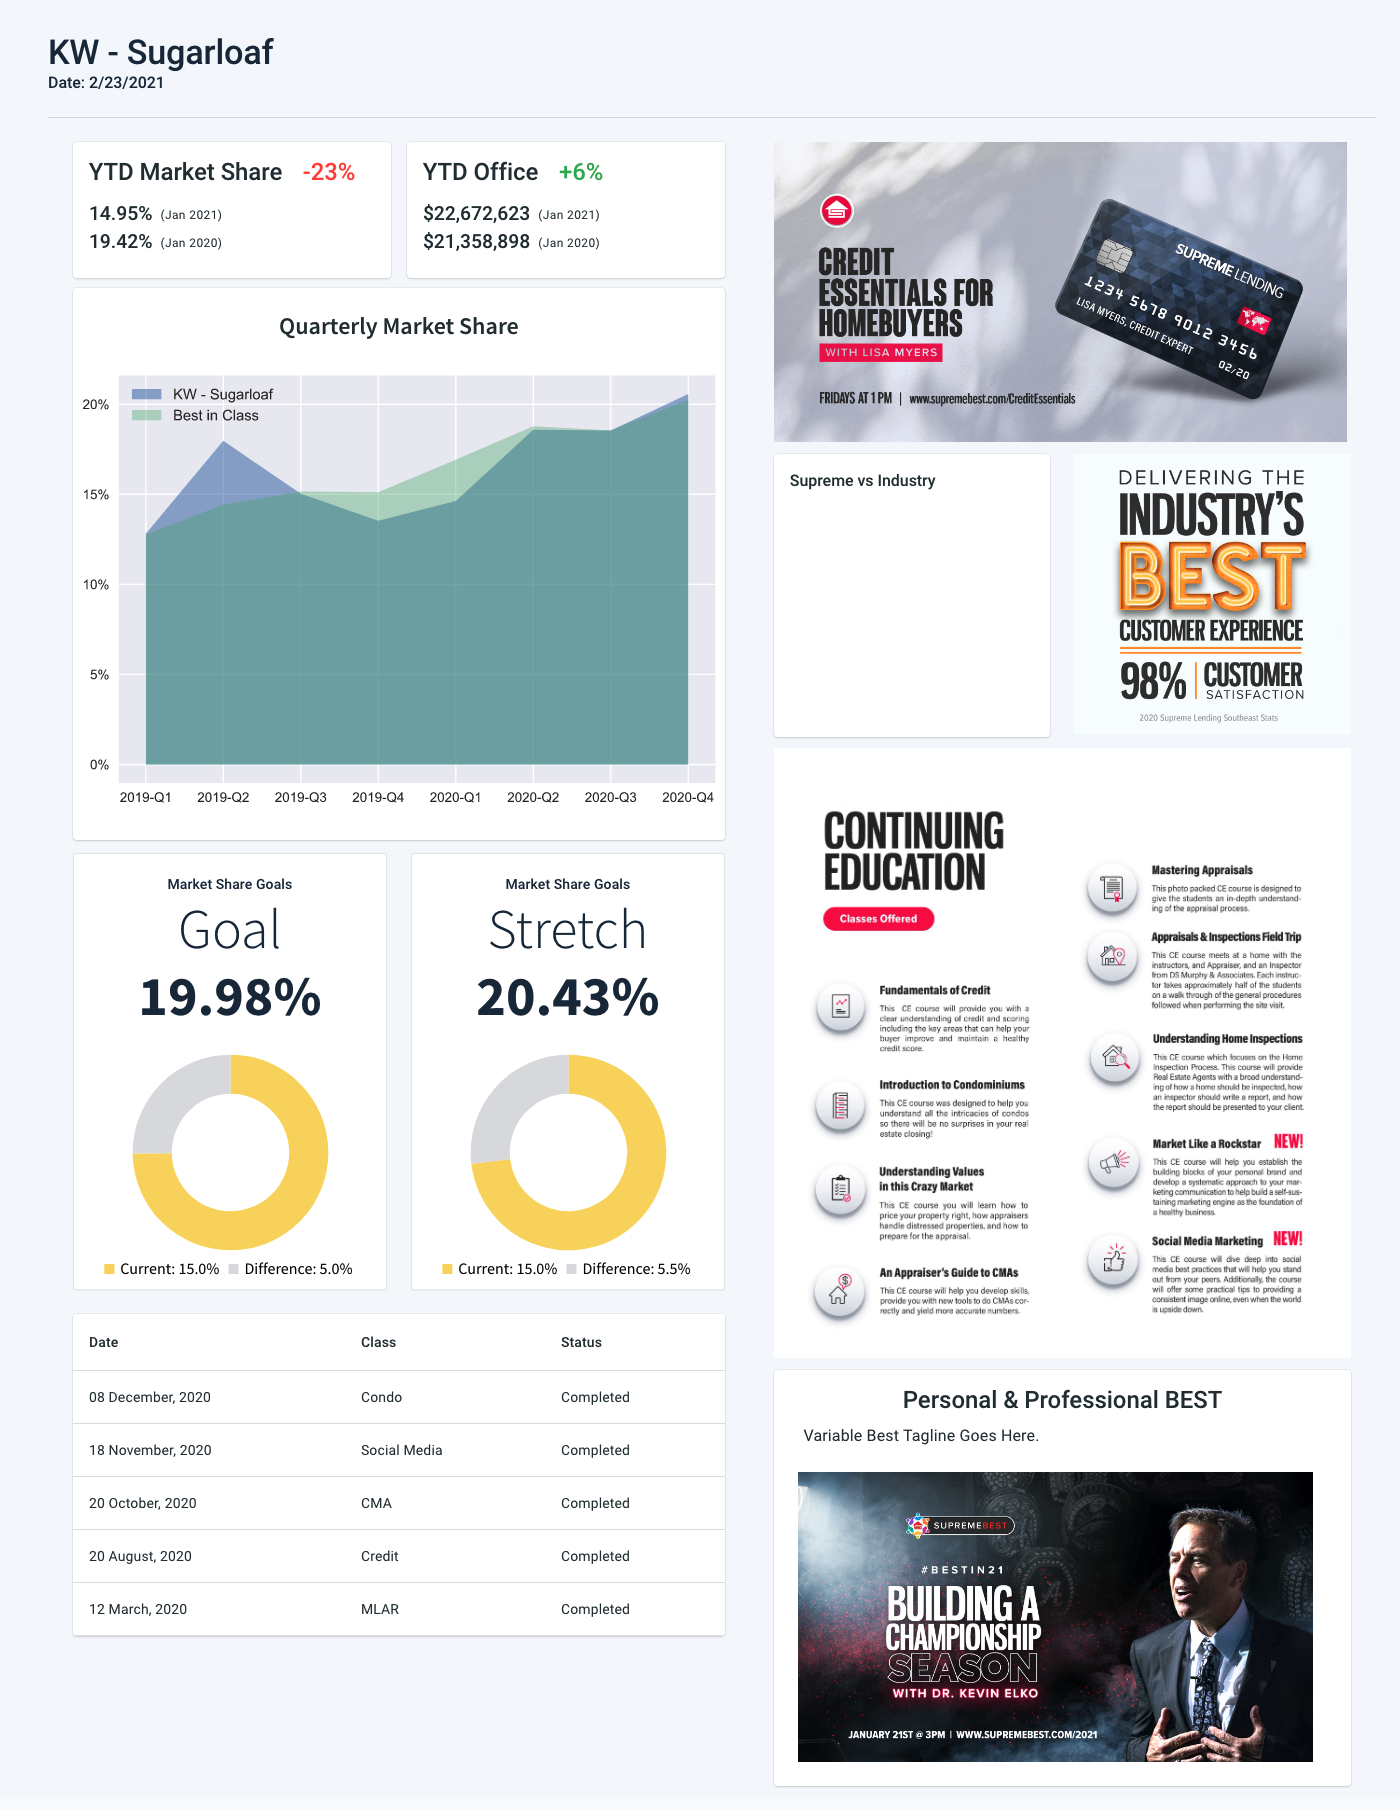 KW - Sugarloaf
Date: 2/23/2021
YTD Market Share -23%
14.95% (Jan 2021)
19.42% (Jan 2020)
YTD Office +6%
$22,672,623 (Jan 2021)
$21,358,898 (Jan 2020)
Quarterly Market Share
KW - Sugarloaf
Best in Class
20%
15%
10%
5%
0%
2019-Q1 2019-Q2 2019-Q3 2019-Q4 2020-Q1 2020-Q2 2020-Q3 2020-Q4
Market Share Goals
Goal
19.98%
Current: 15.0% Difference: 5.0%
Market Share Goals
Stretch
20.43%
Current: 15.0% Difference: 5.5%
Date Class Status
08 December, 2020 Condo Completed
18 November, 2020 Social Media Completed
20 October, 2020 CMA Completed
20 August, 2020 Credit Completed
12 March, 2020 MLAR Completed
CREDIT
ESSENTIALS FOR
HOMEBUYERS
WITH LISA MYERS
FRIDAYS AT 1 PM | www.supremebest.com/CreditEssentials
SUPREME LENDING
1234 5678 9012 3456
LISA MYERS, CREDIT EXPERT
02/20
Supreme vs Industry
DELIVERING THE
INDUSTRY'S
BEST
CUSTOMER EXPERIENCE
98% | CUSTOMER
SATISFACTION
2020 Supreme Lending Southeast Stats
CONTINUING
EDUCATION
Classes Offered
Fundamentals of Credit
This CE course will provide you with a
clear understanding of credit and scoring
including the key areas that can help your
buyer improve and maintain a healthy
credit score.
Introduction to Condominiums
This CE course was designed to help you
understand all the intricacies of condos
so there will be no surprises in your real
estate closing!
Understanding Values
in this Crazy Market
This CE course you will learn how to
price your property right, how appraisers
handle distressed properties, and how to
prepare for the appraisal.
An Appraiser's Guide to CMAs
This CE course will help you develop skills,
provide you with new tools to do CMAs cor-
rectly and yield more accurate numbers.
Mastering Appraisals
This photo packed CE course is designed to
give the students an in-depth understand-
ing of the appraisal process.
Appraisals & Inspections Field Trip
This CE course meets at a home with the
instructors, and Appraiser, and an Inspector
from DS Murphy & Associates. Each instruc-
tor takes approximately half of the students
on a walk through of the general procedures
followed when performing the site visit.
Understanding Home Inspections
This CE course which focuses on the Home
Inspection Process. This course will provide
Real Estate Agents with a broad understand-
ing of how a home should be inspected, how
an inspector should write a report, and how
the report should be presented to your client.
Market Like a Rockstar NEW!
This CE course will help you establish the
building blocks of your personal brand and
develop a systematic approach to your mar-
keting communication to help build a self-sus-
taining marketing engine as the foundation of
a healthy business.
Social Media Marketing NEW!
This CE course will dive deep into social
media best practices that will help you stand
out from your peers. Additionally, the course
will offer some practical tips to providing a
consistent image online, even when the world
is upside down.
Personal & Professional BEST
Variable Best Tagline Goes Here.
SUPREMEBEST
#BESTIN21
BUILDING A
CHAMPIONSHIP
SEASON
WITH DR. KEVIN ELKO
JANUARY 21ST @ 3PM | WWW.SUPREMEBEST.COM/2021